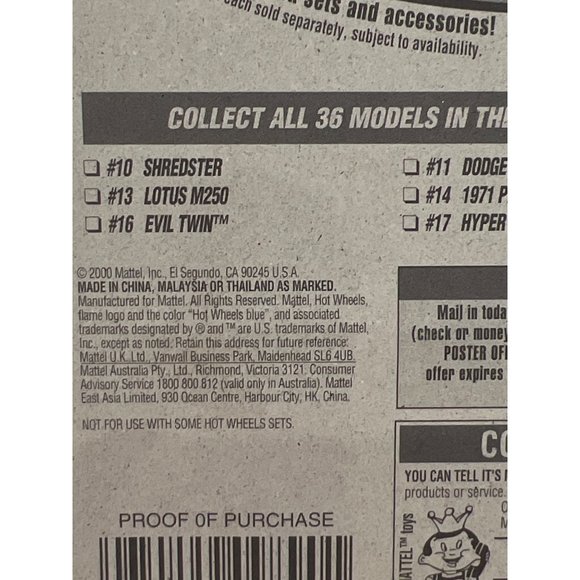 sets and accessories!
each sold separately, subject to availability.
COLLECT ALL 36 MODELS IN THE
#10 SHREDSTER
#11 DODGE
#13 LOTUS M250
#14 1971 P
#16 EVIL TWIN™
#17 HYPER
© 2000 Mattel, Inc., El Segundo, CA 90245 U.S.A.
MADE IN CHINA, MALAYSIA OR THAILAND AS MARKED.
Manufactured for Mattel. All Rights Reserved. Mattel, Hot Wheels,
flame logo and the color "Hot Wheels blue", and associated
trademarks designated by ® and ™ are U.S. trademarks of Mattel,
Inc., except as noted. Retain this address for future reference:
Mattel U.K. Ltd., Vanwall Business Park, Maidenhead SL6 4UB.
Mattel Australia Pty., Ltd., Richmond, Victoria 3121. Consumer
Advisory Service 1800 800 812 (valid only in Australia). Mattel
East Asia Limited, 930 Ocean Centre, Harbour City, HK, China.
NOT FOR USE WITH SOME HOT WHEELS SETS.
PROOF OF PURCHASE
Mail in toda
(check or money
POSTER OF
offer expires
CO
YOU CAN TELL IT'S
products or service.
MATTEL™ toys